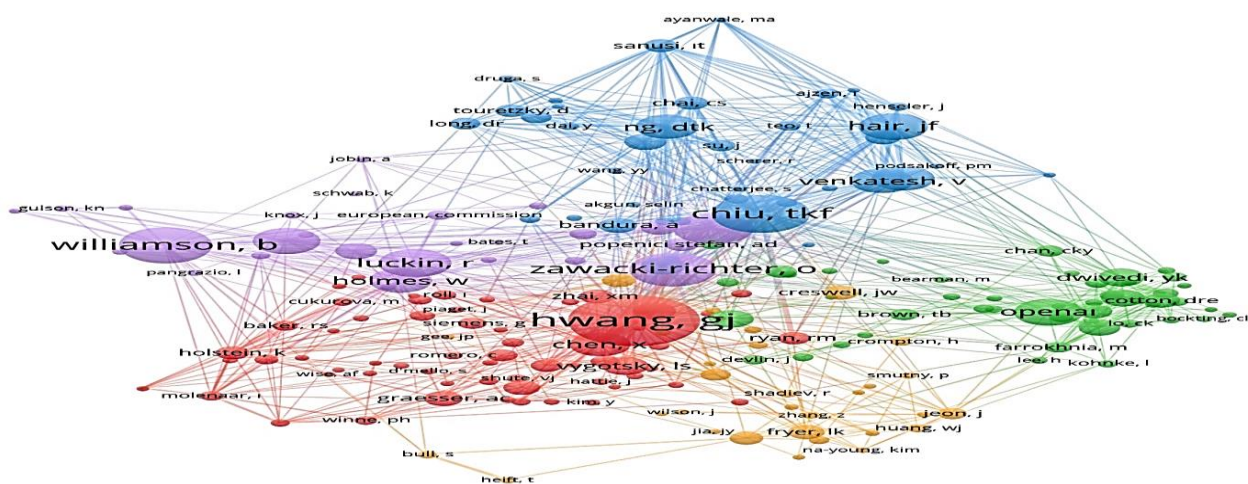 ayanwale, ma
sanusi, it
druga, s
ajzen, i
chai, cs
henseler, j
touretzky, d
long, dr
dai, y
ng, dtk
teo, t
hair, jf
su, j
jobin, a
scherer, r
podsakoff, pm
wang, yy
schwab, k
chatterjee, s
venkatesh, v
akgun, selin
gulson, kn
knox, j
european, commission
chiu, tkf
bandura, a
williamson, b
bates, t
popenici stefan, ad
chan, cky
luckin, r
pangrazio, l
zawacki-richter, o
bearman, m
dwivedi, yk
holmes, w
roll, i
zhai, xm
creswell, jw
cukurova, m
cotton, dre
piaget, j
openai
baker, rs
siemens, g
hwang, gj
brown, tb
lo, ck
bockting, cl
gee, jp
chen, x
ryan, rm
crompton, h
farrokhnia, m
holstein, k
romero, c
devlin, j
lee, h
kohnke, l
wise, af
d'mello, s
vygotsky, ls
shute, vj
hattie, j
smutny, p
molenaar, i
graesser, ac
kim, y
shadiev, r
winne, ph
wilson, j
zhang, z
jeon, j
jia, jy
fryer, lk
huang, wj
na-young, kim
bull, s
heift, t